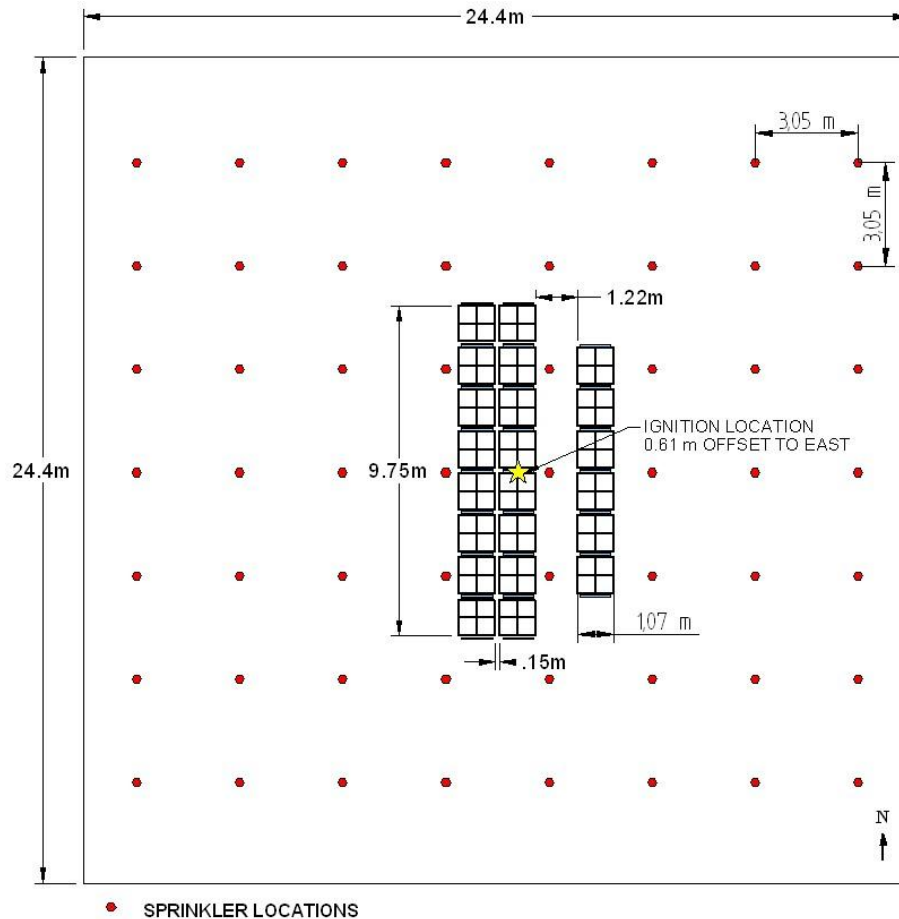 24.4m
3,05 m
3,05 m
1.22m
IGNITION LOCATION
0.61 m OFFSET TO EAST
24.4m
9.75m
1,07 m
.15m
N
SPRINKLER LOCATIONS